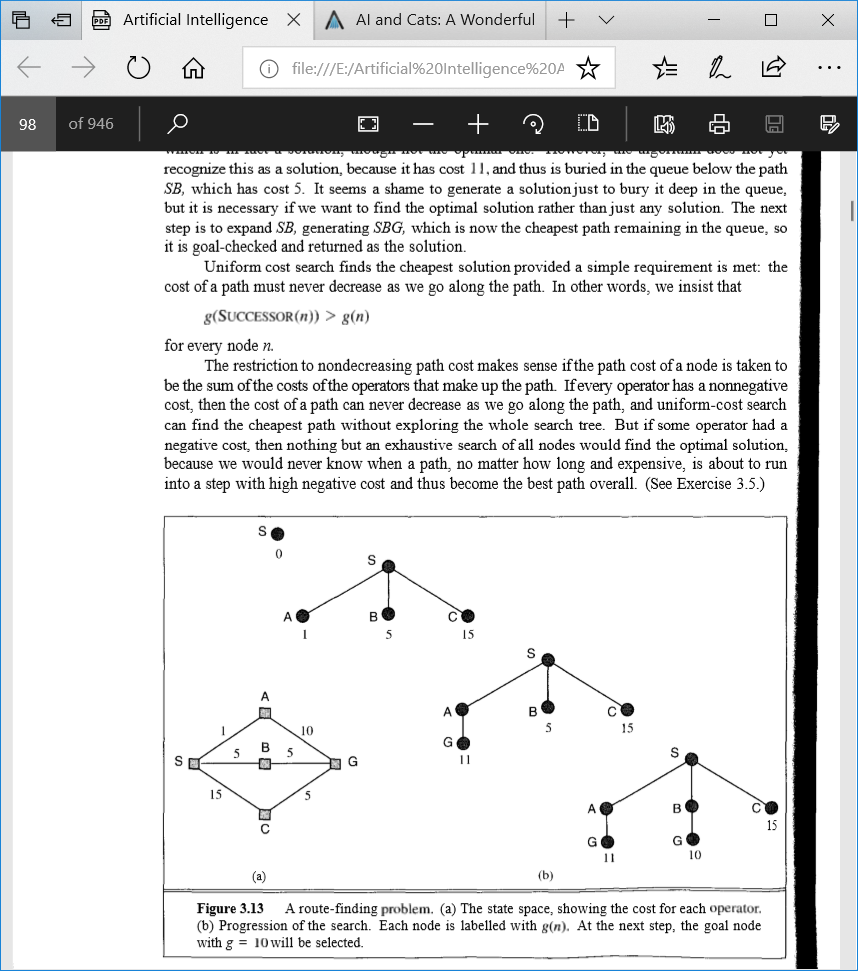 Artificial Intelligence
AI and Cats: A Wonderful
file:///E:/Artificial%20Intelligence%20A
98 of 946
which is in fact a solution, though not the optimal one. However, the algorithm does not yet
recognize this as a solution, because it has cost 11, and thus is buried in the queue below the path
SB, which has cost 5. It seems a shame to generate a solution just to bury it deep in the queue,
but it is necessary if we want to find the optimal solution rather than just any solution. The next
step is to expand SB, generating SBG, which is now the cheapest path remaining in the queue, so
it is goal-checked and returned as the solution.
Uniform cost search finds the cheapest solution provided a simple requirement is met: the
cost of a path must never decrease as we go along the path. In other words, we insist that
g(SUCCESSOR(n)) > g(n)
for every node n.
The restriction to nondecreasing path cost makes sense if the path cost of a node is taken to
be the sum of the costs of the operators that make up the path. If every operator has a nonnegative
cost, then the cost of a path can never decrease as we go along the path, and uniform-cost search
can find the cheapest path without exploring the whole search tree. But if some operator had a
negative cost, then nothing but an exhaustive search of all nodes would find the optimal solution,
because we would never know when a path, no matter how long and expensive, is about to run
into a step with high negative cost and thus become the best path overall. (See Exercise 3.5.)
S
0
S
A B C
1 5 15
S
A B C
5 15
G
11
A
1 10
S 5 B 5 G
15 5
C
S
A B C
15
G G
11 10
(a) (b)
Figure 3.13 A route-finding problem. (a) The state space, showing the cost for each operator.
(b) Progression of the search. Each node is labelled with g(n). At the next step, the goal node
with g = 10 will be selected.